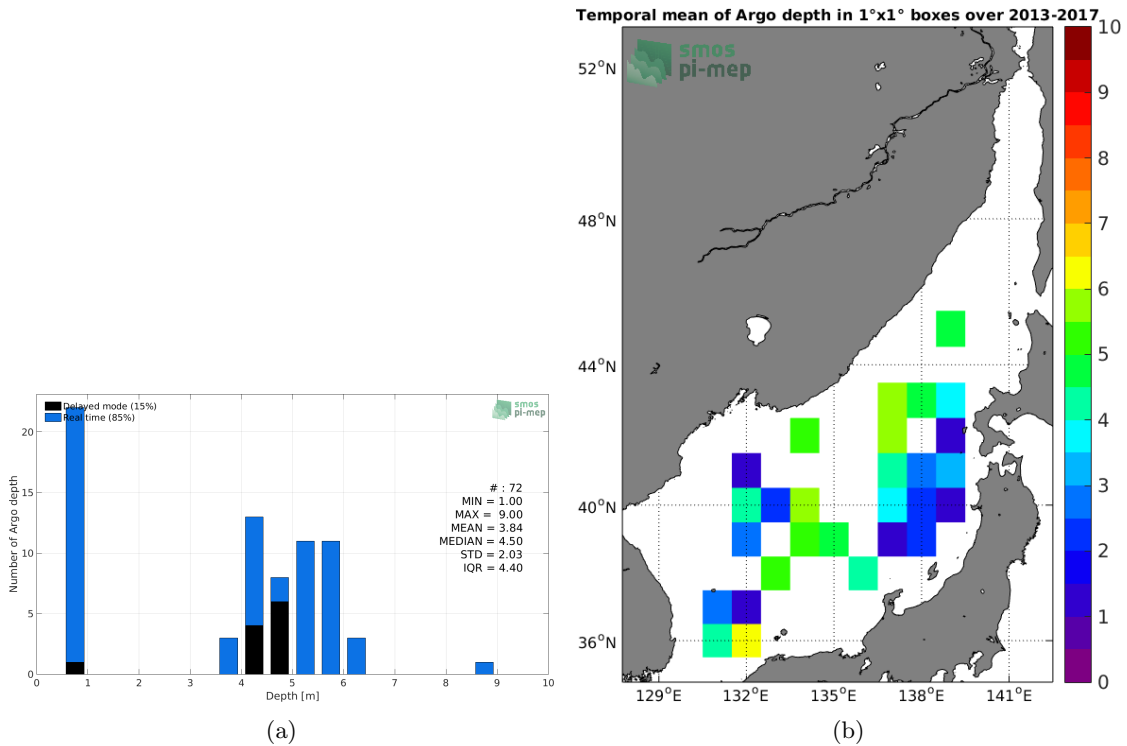 Temporal mean of Argo depth in 1°x1° boxes over 2013-2017
smos
pi-mep
52°N
48°N
44°N
40°N
36°N
129°E
132°E
135°E
138°E
141°E
10
9
8
7
6
5
4
3
2
1
0
Delayed mode (15%)
Real time (85%)
smos
pi-mep
# : 72
MIN = 1.00
MAX = 9.00
MEAN = 3.84
MEDIAN = 4.50
STD = 2.03
IQR = 4.40
Number of Argo depth
20
15
10
5
0
0
1
2
3
4
5
6
7
8
9
10
Depth [m]
(a)
(b)